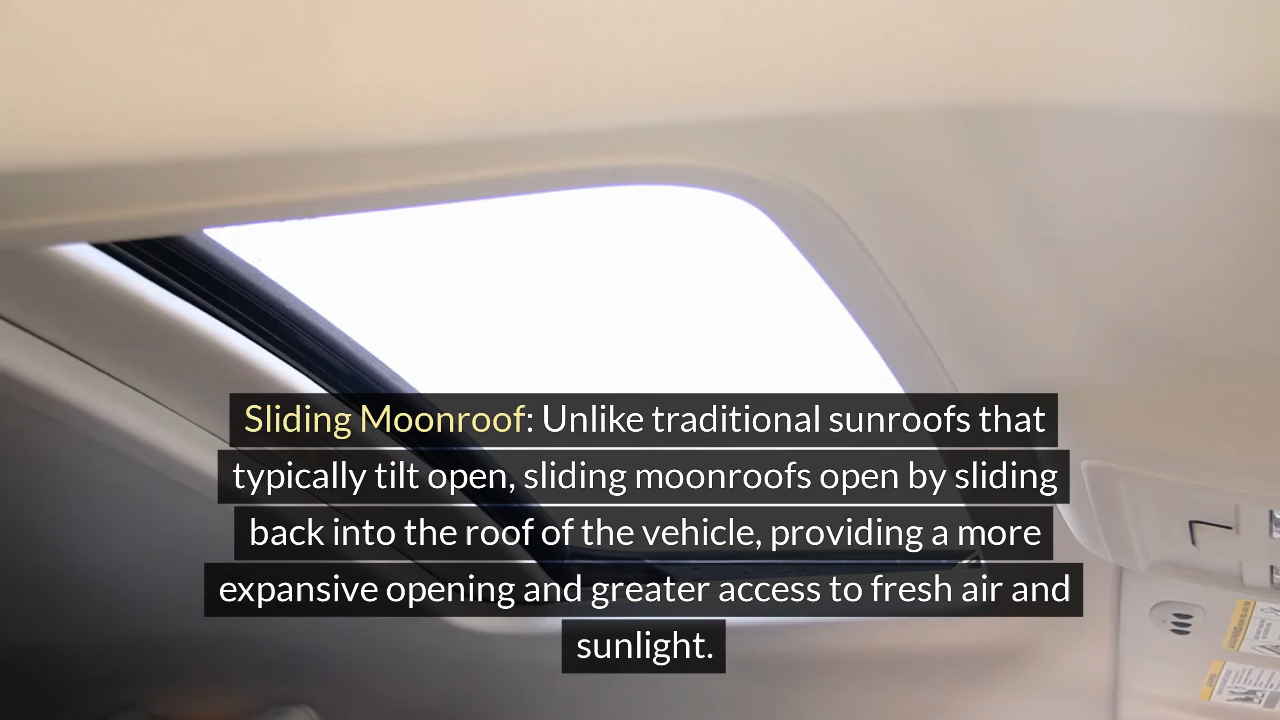 Sliding Moonroof: Unlike traditional sunroofs that
typically tilt open, sliding moonroofs open by sliding
back into the roof of the vehicle, providing a more
expansive opening and greater access to fresh air and
sunlight.